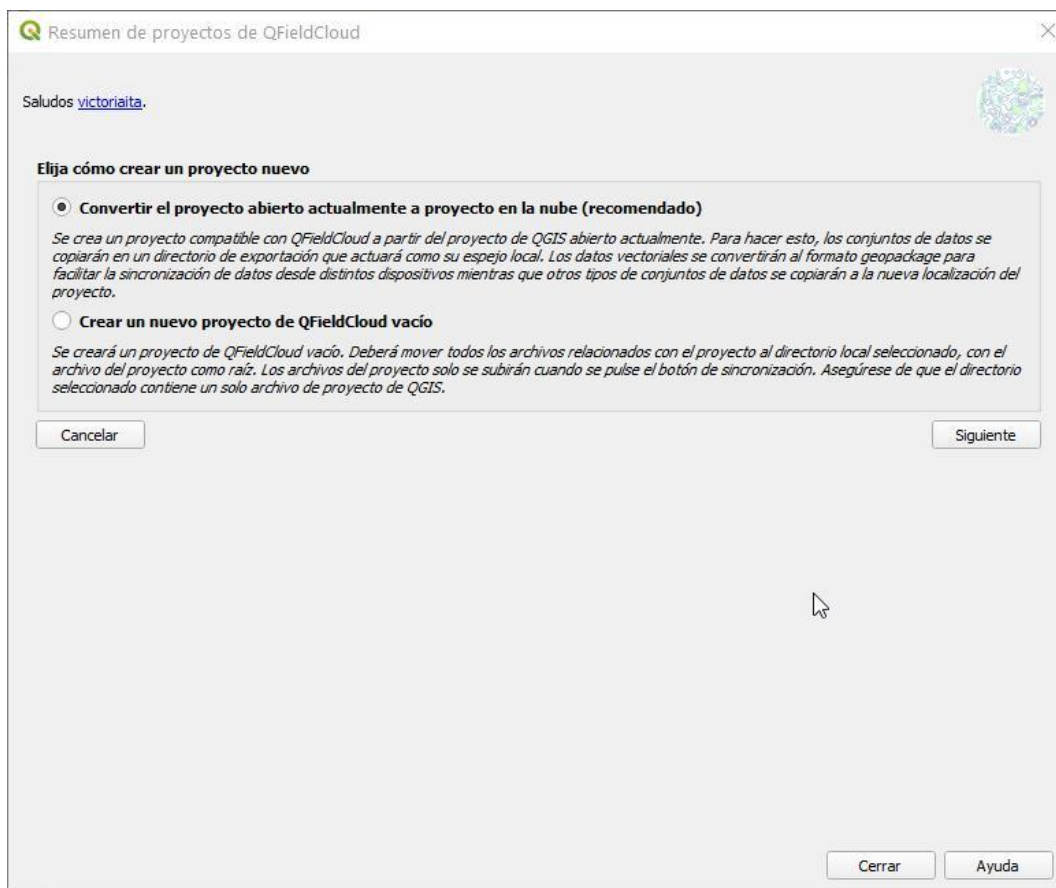 Resumen de proyectos de QFieldCloud
Saludos victoriaita.
Elija cómo crear un proyecto nuevo
Convertir el proyecto abierto actualmente a proyecto en la nube (recomendado)
Se crea un proyecto compatible con QFieldCloud a partir del proyecto de QGIS abierto actualmente. Para hacer esto, los conjuntos de datos se
copiarán en un directorio de exportación que actuará como su espejo local. Los datos vectoriales se convertirán al formato geopackage para
facilitar la sincronización de datos desde distintos dispositivos mientras que otros tipos de conjuntos de datos se copiarán a la nueva localización del
proyecto.
Crear un nuevo proyecto de QFieldCloud vacío
Se creará un proyecto de QFieldCloud vacío. Deberá mover todos los archivos relacionados con el proyecto al directorio local seleccionado, con el
archivo del proyecto como raíz. Los archivos del proyecto solo se subirán cuando se pulse el botón de sincronización. Asegúrese de que el directorio
seleccionado contiene un solo archivo de proyecto de QGIS.
Cancelar Siguiente
Cerrar Ayuda